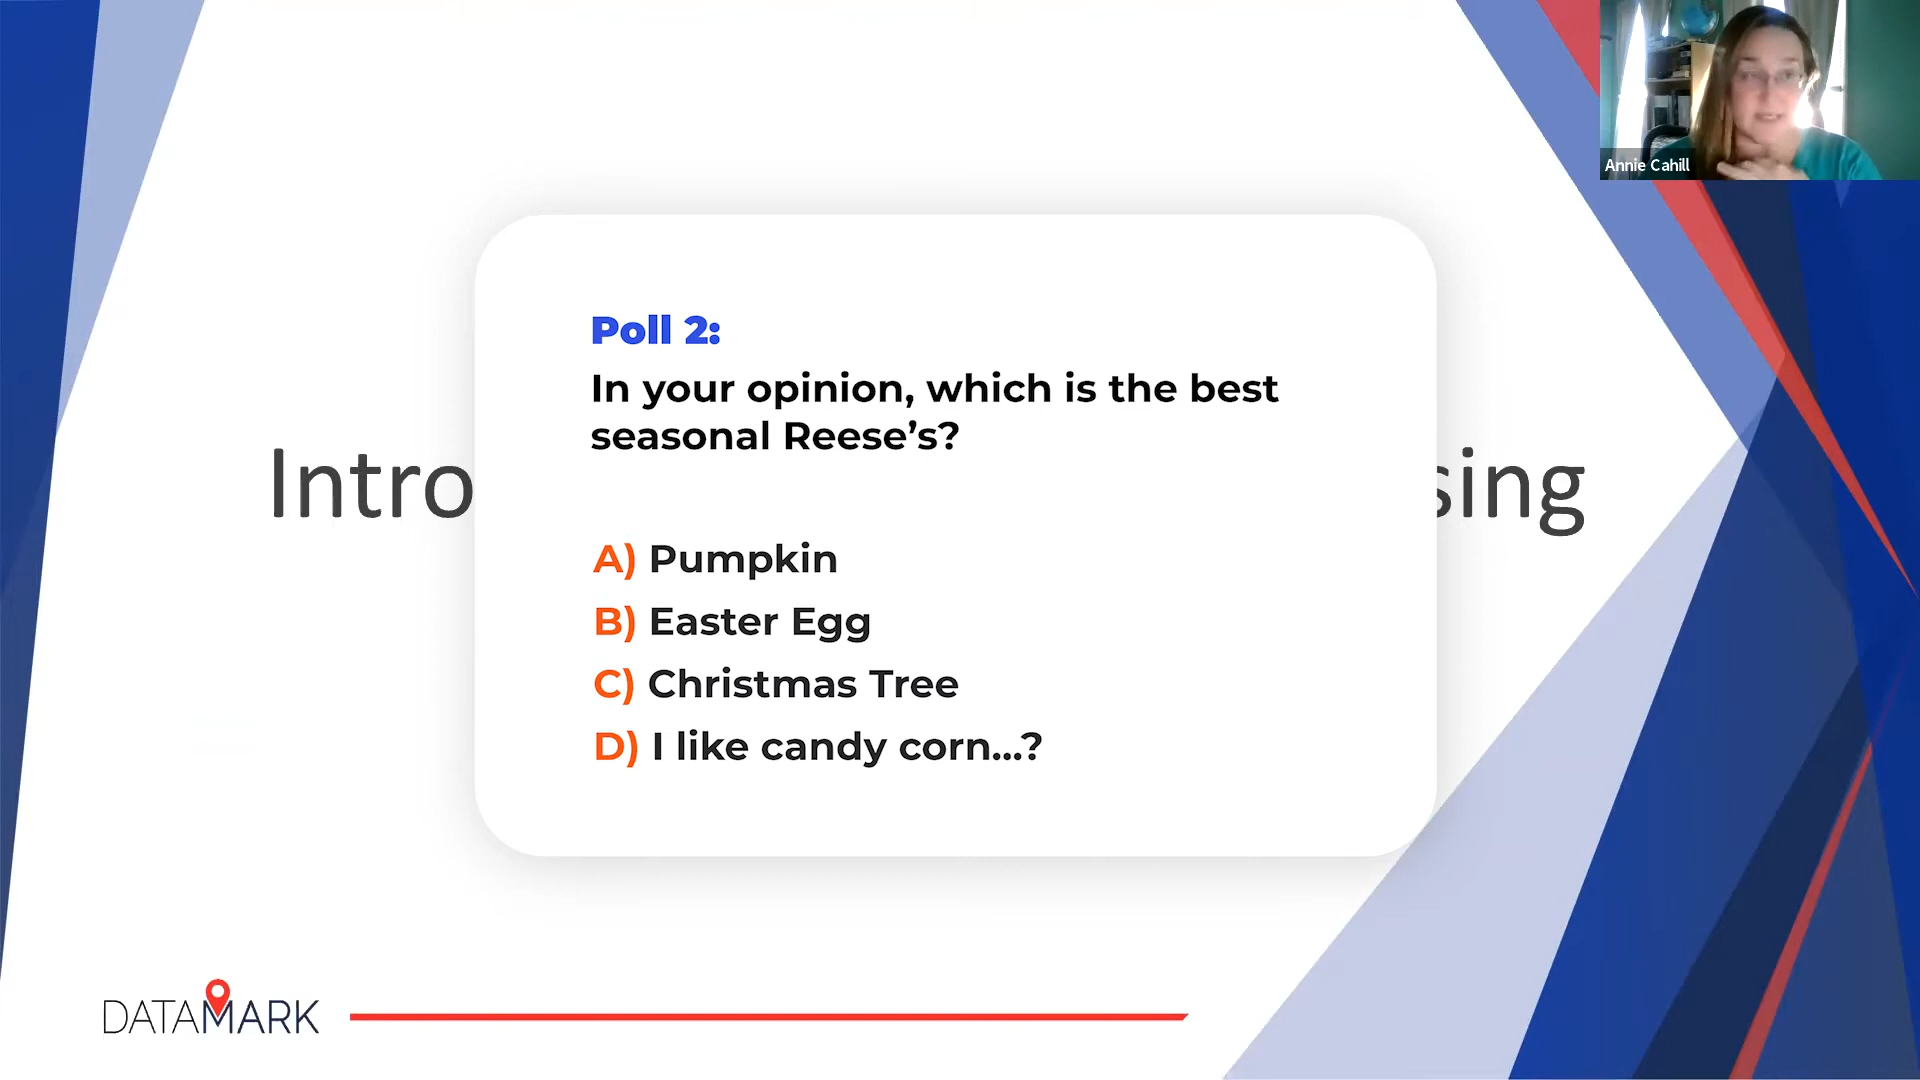 Annie Cahill
Poll 2:
In your opinion, which is the best
seasonal Reese's?
Intro
sing
A) Pumpkin
B) Easter Egg
C) Christmas Tree
D) I like candy corn...?
DATAMARK